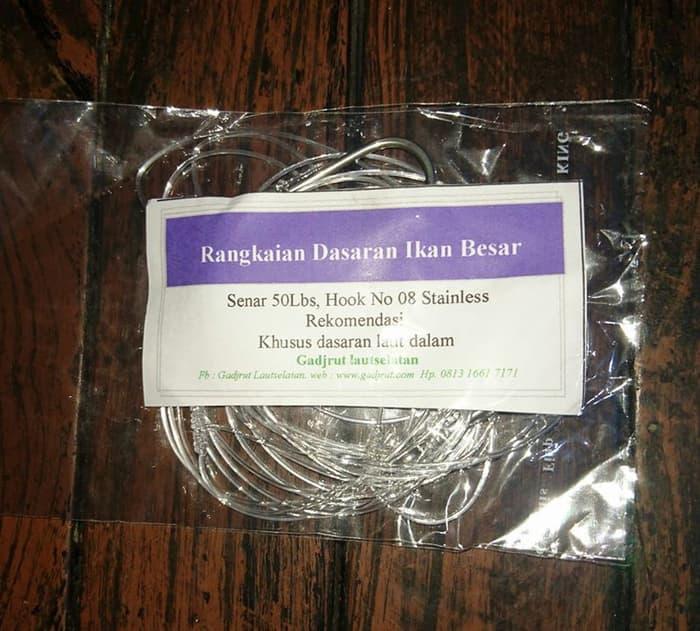 Rangkaian Dasaran Ikan Besar
Senar 50Lbs, Hook No 08 Stainless
Rekomendasi
Khusus dasaran laut dalam
Gadjrut lautselatan
Fb : Gadjrut Lautselatan. web : www.gadjrut.com Hp. 0813 1661 7171
KING